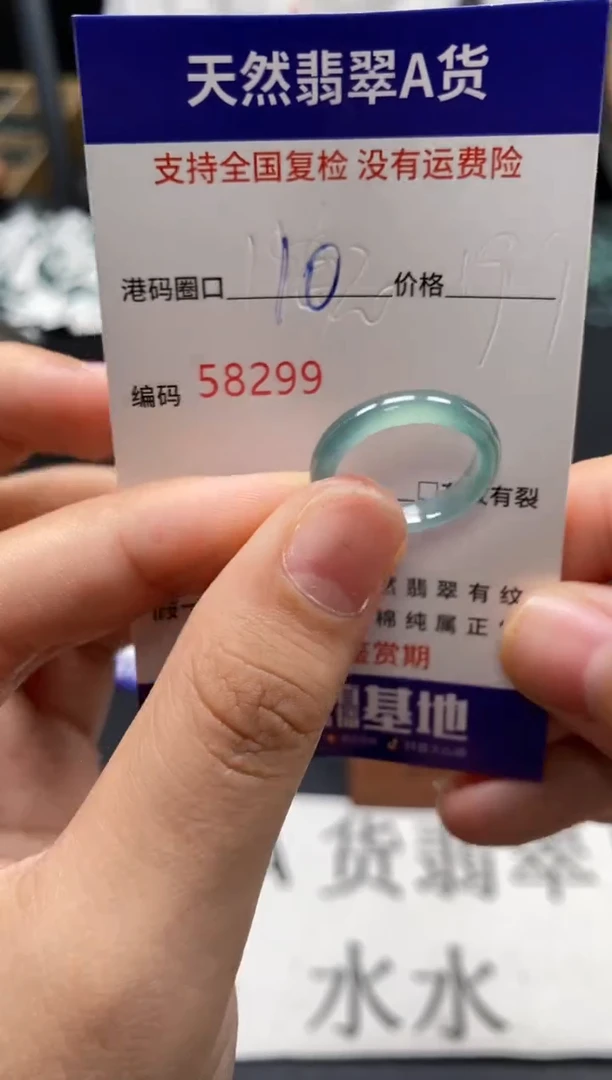 天然翡翠A货
支持全国复检 没有运费险
港码圈口 10 价格
编码 58299
有裂
翡翠有纹
棉纯属正
鉴赏期
基地
A货翡翠
水水